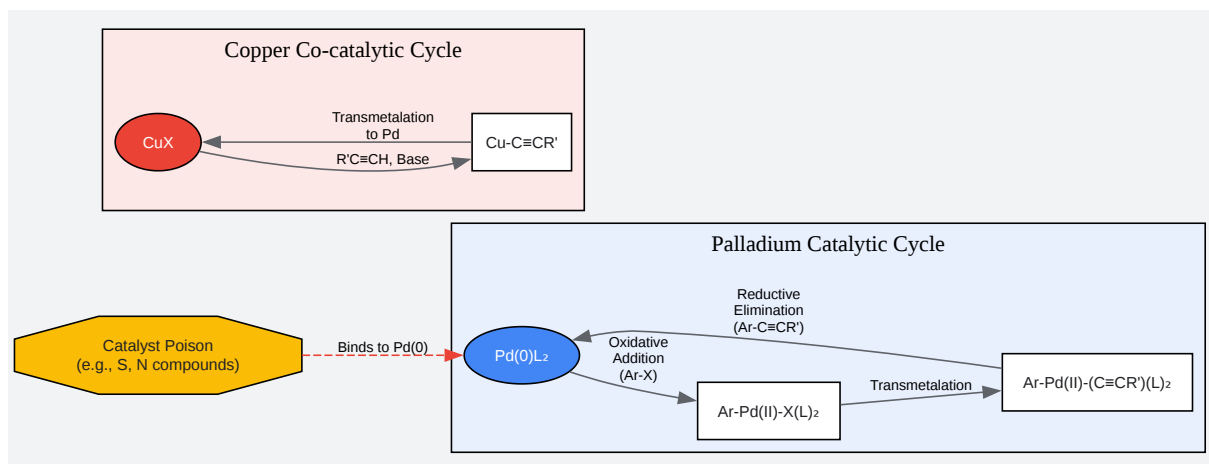 Copper Co-catalytic Cycle
Transmetalation
to Pd
CuX
Cu-C≡CR'
R'C≡CH, Base
Palladium Catalytic Cycle
Reductive
Elimination
(Ar-C≡CR')
Catalyst Poison
(e.g., S, N compounds)
Binds to Pd(0)
Pd(0)L₂
Oxidative
Addition
(Ar-X)
Ar-Pd(II)-X(L)₂
Transmetalation
Ar-Pd(II)-(C≡CR')(L)₂